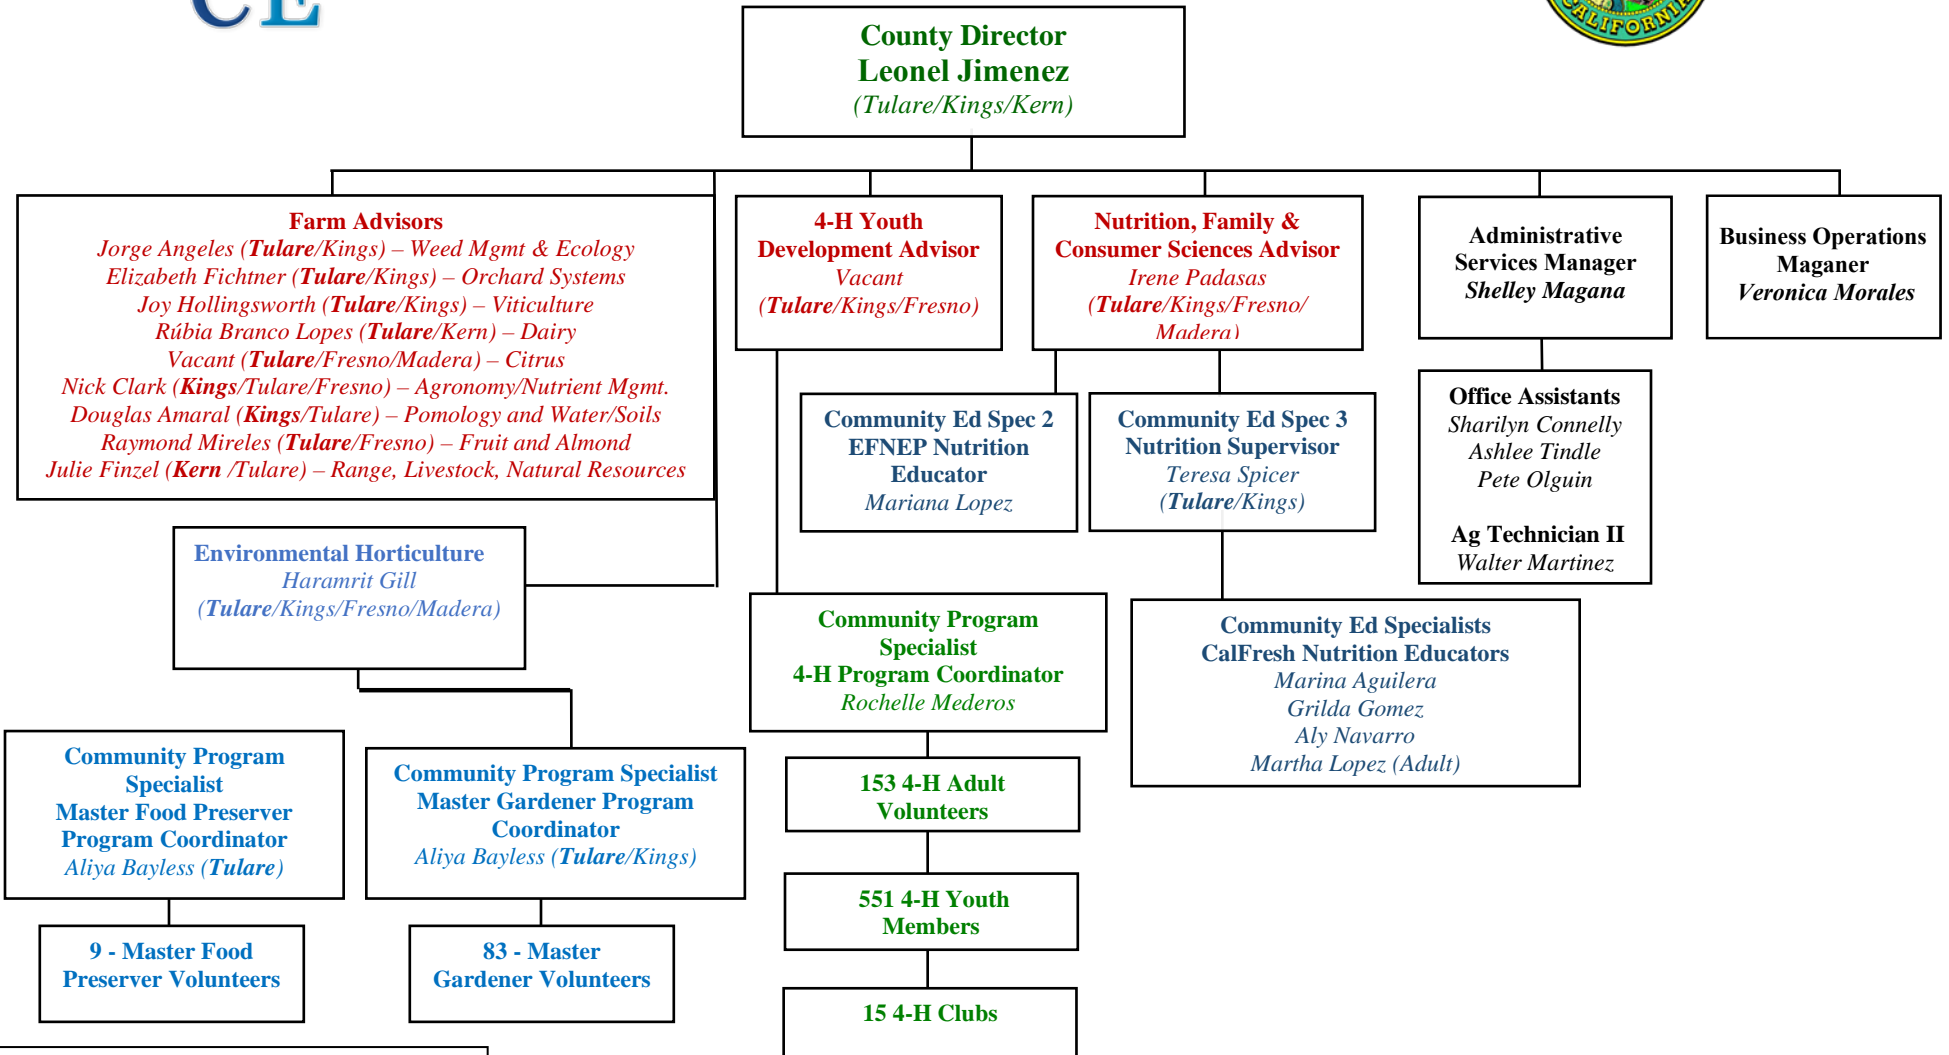 CE
CALIFORNIA
County Director
Leonel Jimenez
(Tulare/Kings/Kern)
Farm Advisors
Jorge Angeles (Tulare/Kings) – Weed Mgmt & Ecology
Elizabeth Fichtner (Tulare/Kings) – Orchard Systems
Joy Hollingsworth (Tulare/Kings) – Viticulture
Rúbia Branco Lopes (Tulare/Kern) – Dairy
Vacant (Tulare/Fresno/Madera) – Citrus
Nick Clark (Kings/Tulare/Fresno) – Agronomy/Nutrient Mgmt.
Douglas Amaral (Kings/Tulare) – Pomology and Water/Soils
Raymond Mireles (Tulare/Fresno) – Fruit and Almond
Julie Finzel (Kern /Tulare) – Range, Livestock, Natural Resources
4-H Youth
Development Advisor
Vacant
(Tulare/Kings/Fresno)
Nutrition, Family &
Consumer Sciences Advisor
Irene Padasas
(Tulare/Kings/Fresno/
Madera)
Administrative
Services Manager
Shelley Magana
Business Operations
Maganer
Veronica Morales
Community Ed Spec 2
EFNEP Nutrition
Educator
Mariana Lopez
Community Ed Spec 3
Nutrition Supervisor
Teresa Spicer
(Tulare/Kings)
Office Assistants
Sharilyn Connelly
Ashlee Tindle
Pete Olguin
Ag Technician II
Walter Martinez
Environmental Horticulture
Haramrit Gill
(Tulare/Kings/Fresno/Madera)
Community Program
Specialist
4-H Program Coordinator
Rochelle Mederos
Community Ed Specialists
CalFresh Nutrition Educators
Marina Aguilera
Grilda Gomez
Aly Navarro
Martha Lopez (Adult)
Community Program
Specialist
Master Food Preserver
Program Coordinator
Aliya Bayless (Tulare)
Community Program Specialist
Master Gardener Program
Coordinator
Aliya Bayless (Tulare/Kings)
153 4-H Adult
Volunteers
551 4-H Youth
Members
9 - Master Food
Preserver Volunteers
83 - Master
Gardener Volunteers
15 4-H Clubs